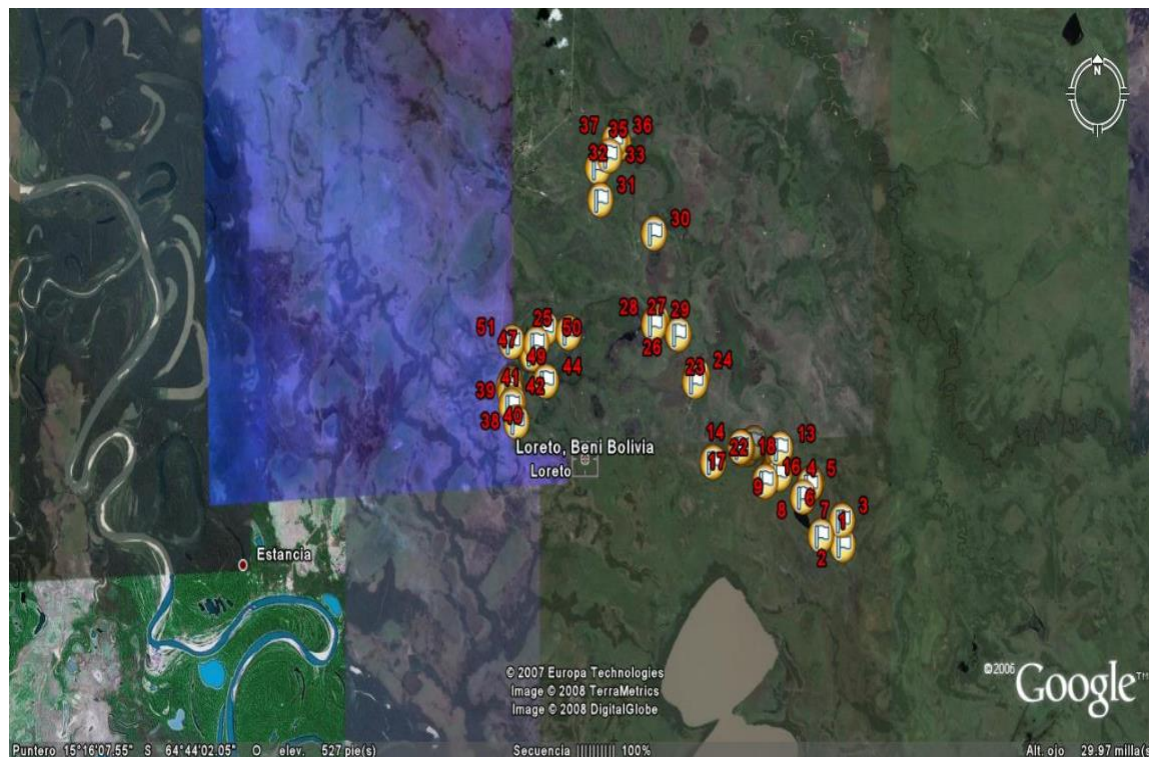 N
37 35 36
32 33
31
30
28 27 29
26
51 25 50
47
49
41 42 44
39
38 40
23 24
14 22 18 13
17
16 4 5
9
6
8 7 3
1
2
Loreto, Beni Bolivia
Loreto
Estancia
© 2007 Europa Technologies
Image © 2008 TerraMetrics
Image © 2008 DigitalGlobe
©2006 Google™
Puntero 15°16'07.55" S 64°44'02.05" O elev. 527 pie(s)
Secuencia |||||||||| 100%
Alt. ojo 29.97 milla(s